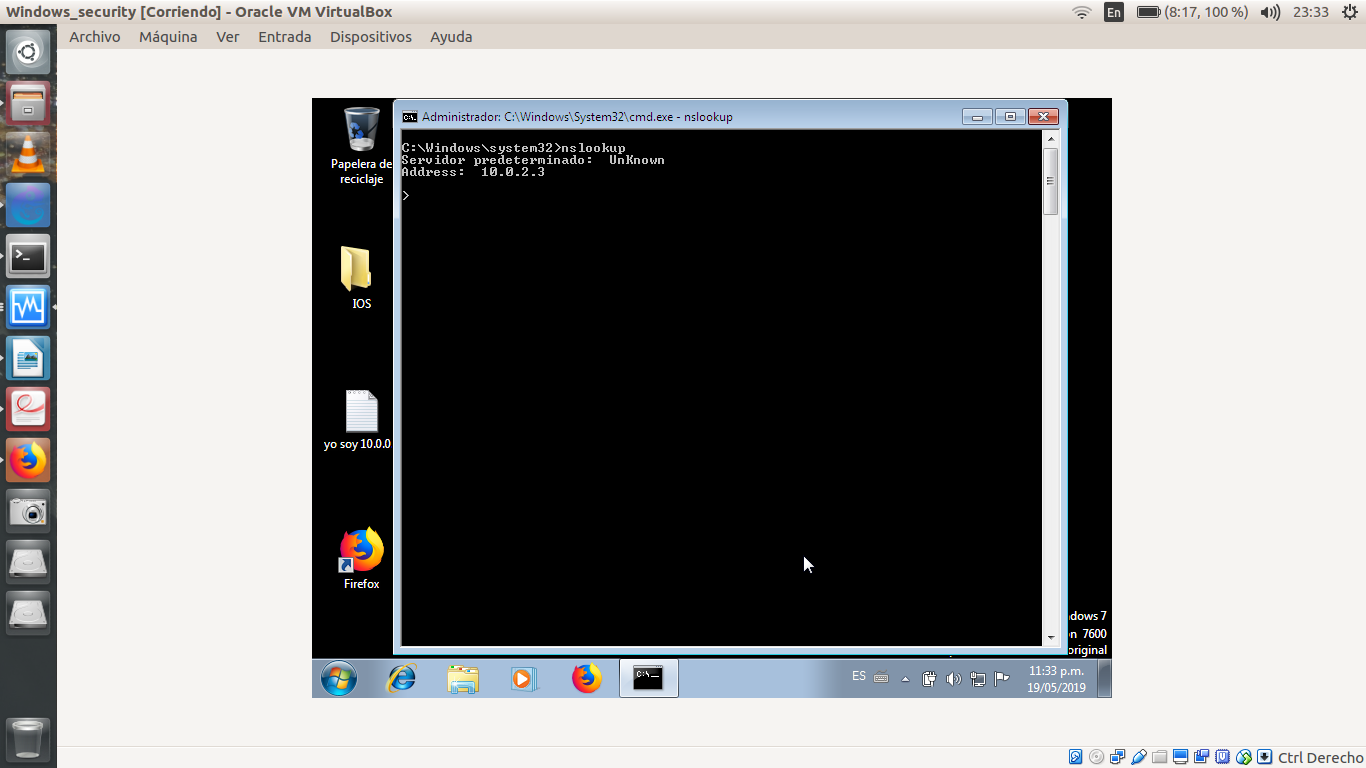 Windows_security [Corriendo] - Oracle VM VirtualBox
En
(8:17, 100 %)
23:33
Archivo Máquina Ver Entrada Dispositivos Ayuda
Administrador: C:\Windows\System32\cmd.exe - nslookup
C:\Windows\system32>nslookup
Servidor predeterminado:  UnKnown
Address:  10.0.2.3
>
Papelera de
reciclaje
IOS
yo soy 10.0.0
Firefox
dows 7
7600
original
ES
11:33 p.m.
19/05/2019
Ctrl Derecho